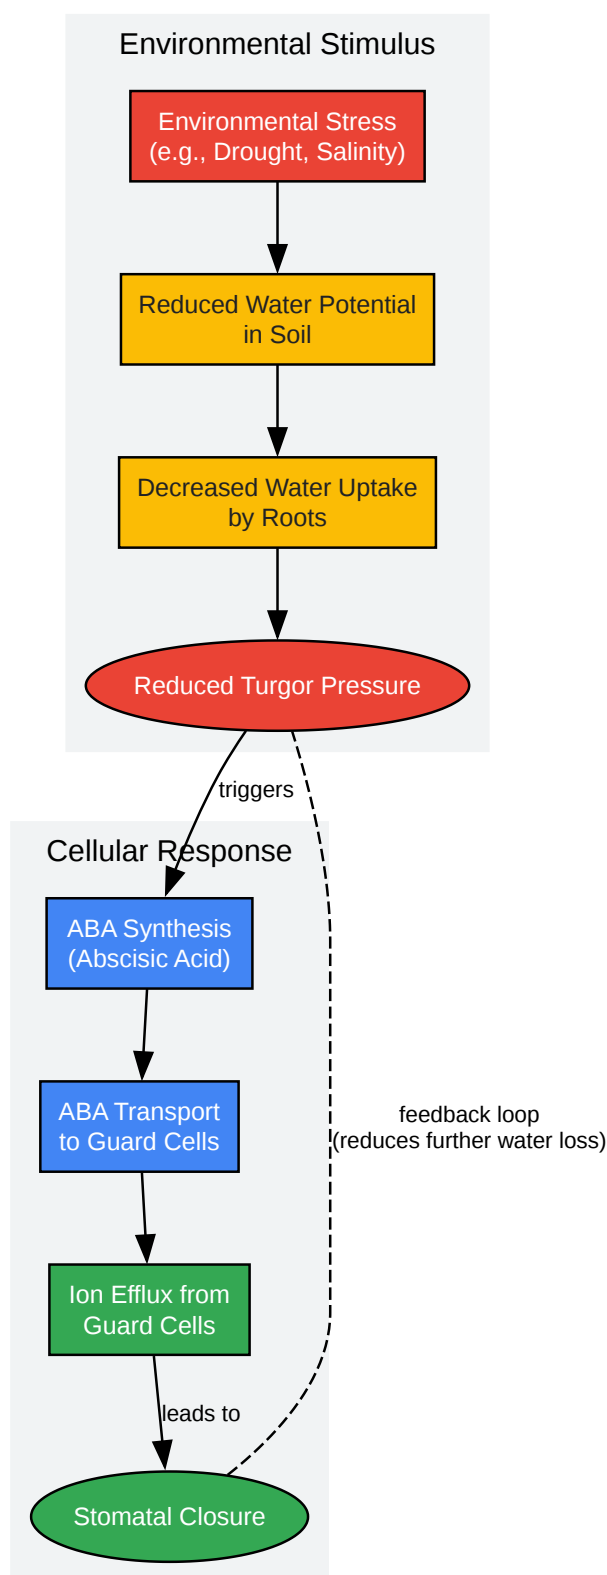 Environmental Stimulus
Environmental Stress
(e.g., Drought, Salinity)
Reduced Water Potential
in Soil
Decreased Water Uptake
by Roots
Reduced Turgor Pressure
triggers
Cellular Response
ABA Synthesis
(Abscisic Acid)
ABA Transport
to Guard Cells
feedback loop
(reduces further water loss)
Ion Efflux from
Guard Cells
leads to
Stomatal Closure